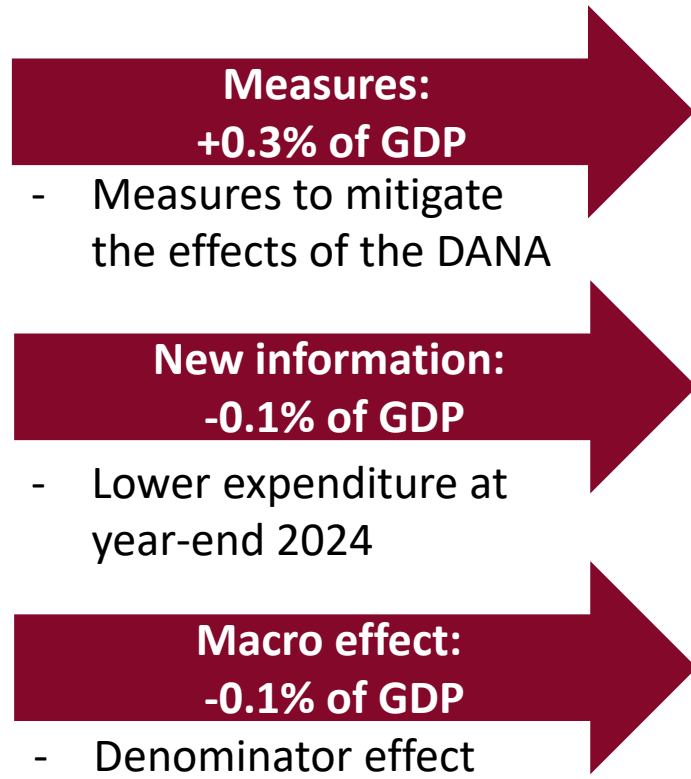 Measures:
+0.3% of GDP
- Measures to mitigate
the effects of the DANA
New information:
-0.1% of GDP
- Lower expenditure at
year-end 2024
Macro effect:
-0.1% of GDP
- Denominator effect